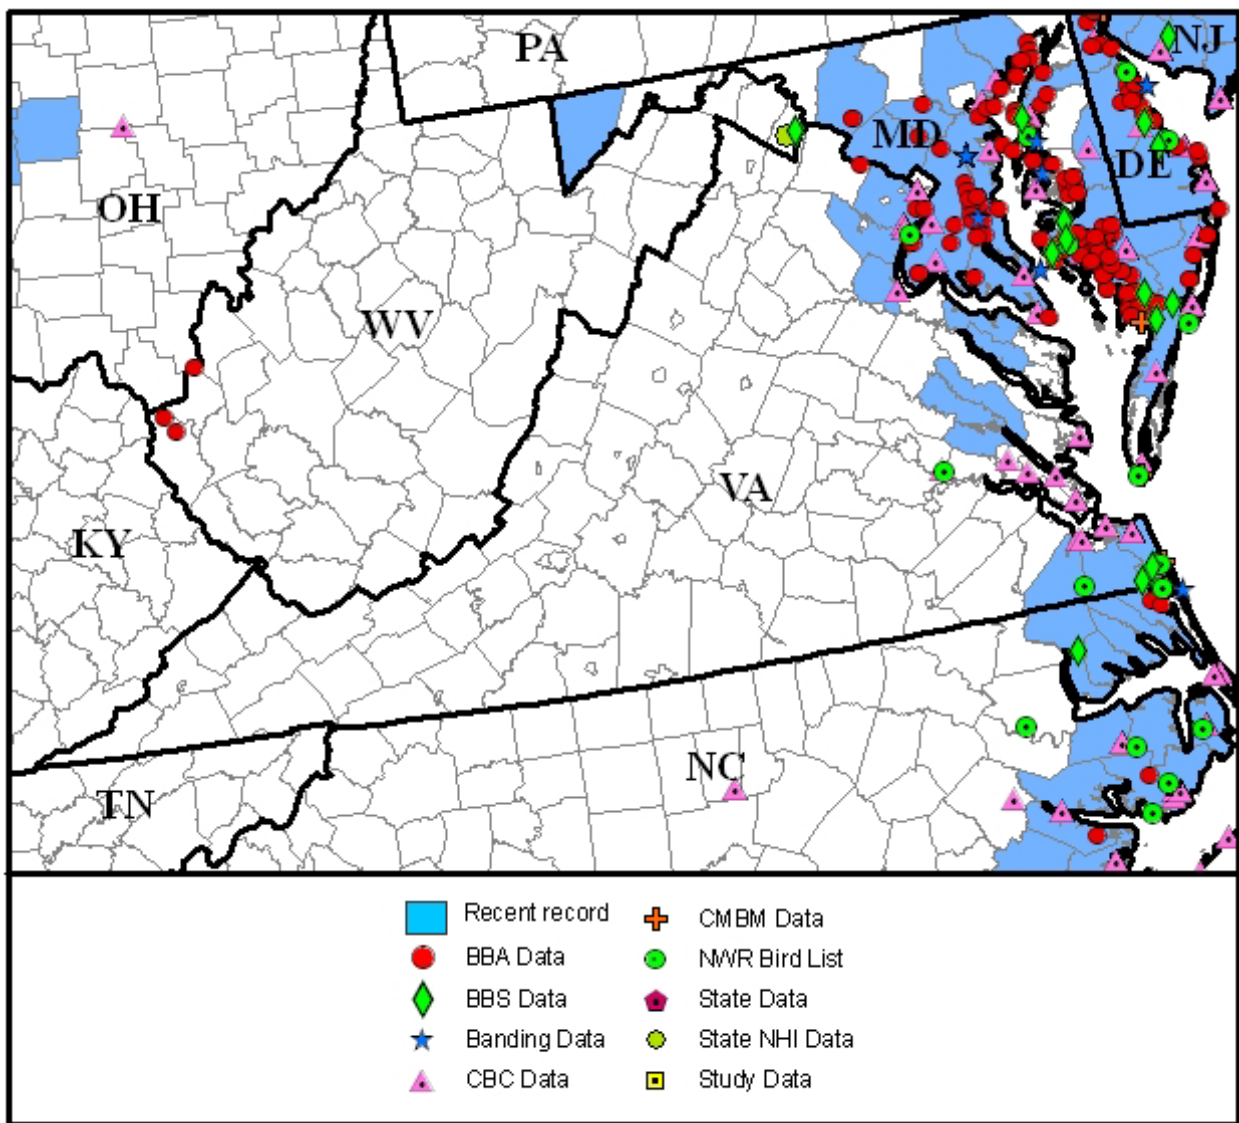 PA
NJ
MD
DE
OH
WV
VA
KY
NC
TN
Recent record
CMBM Data
BBA Data
NWR Bird List
BBS Data
State Data
Banding Data
State NHI Data
CBC Data
Study Data